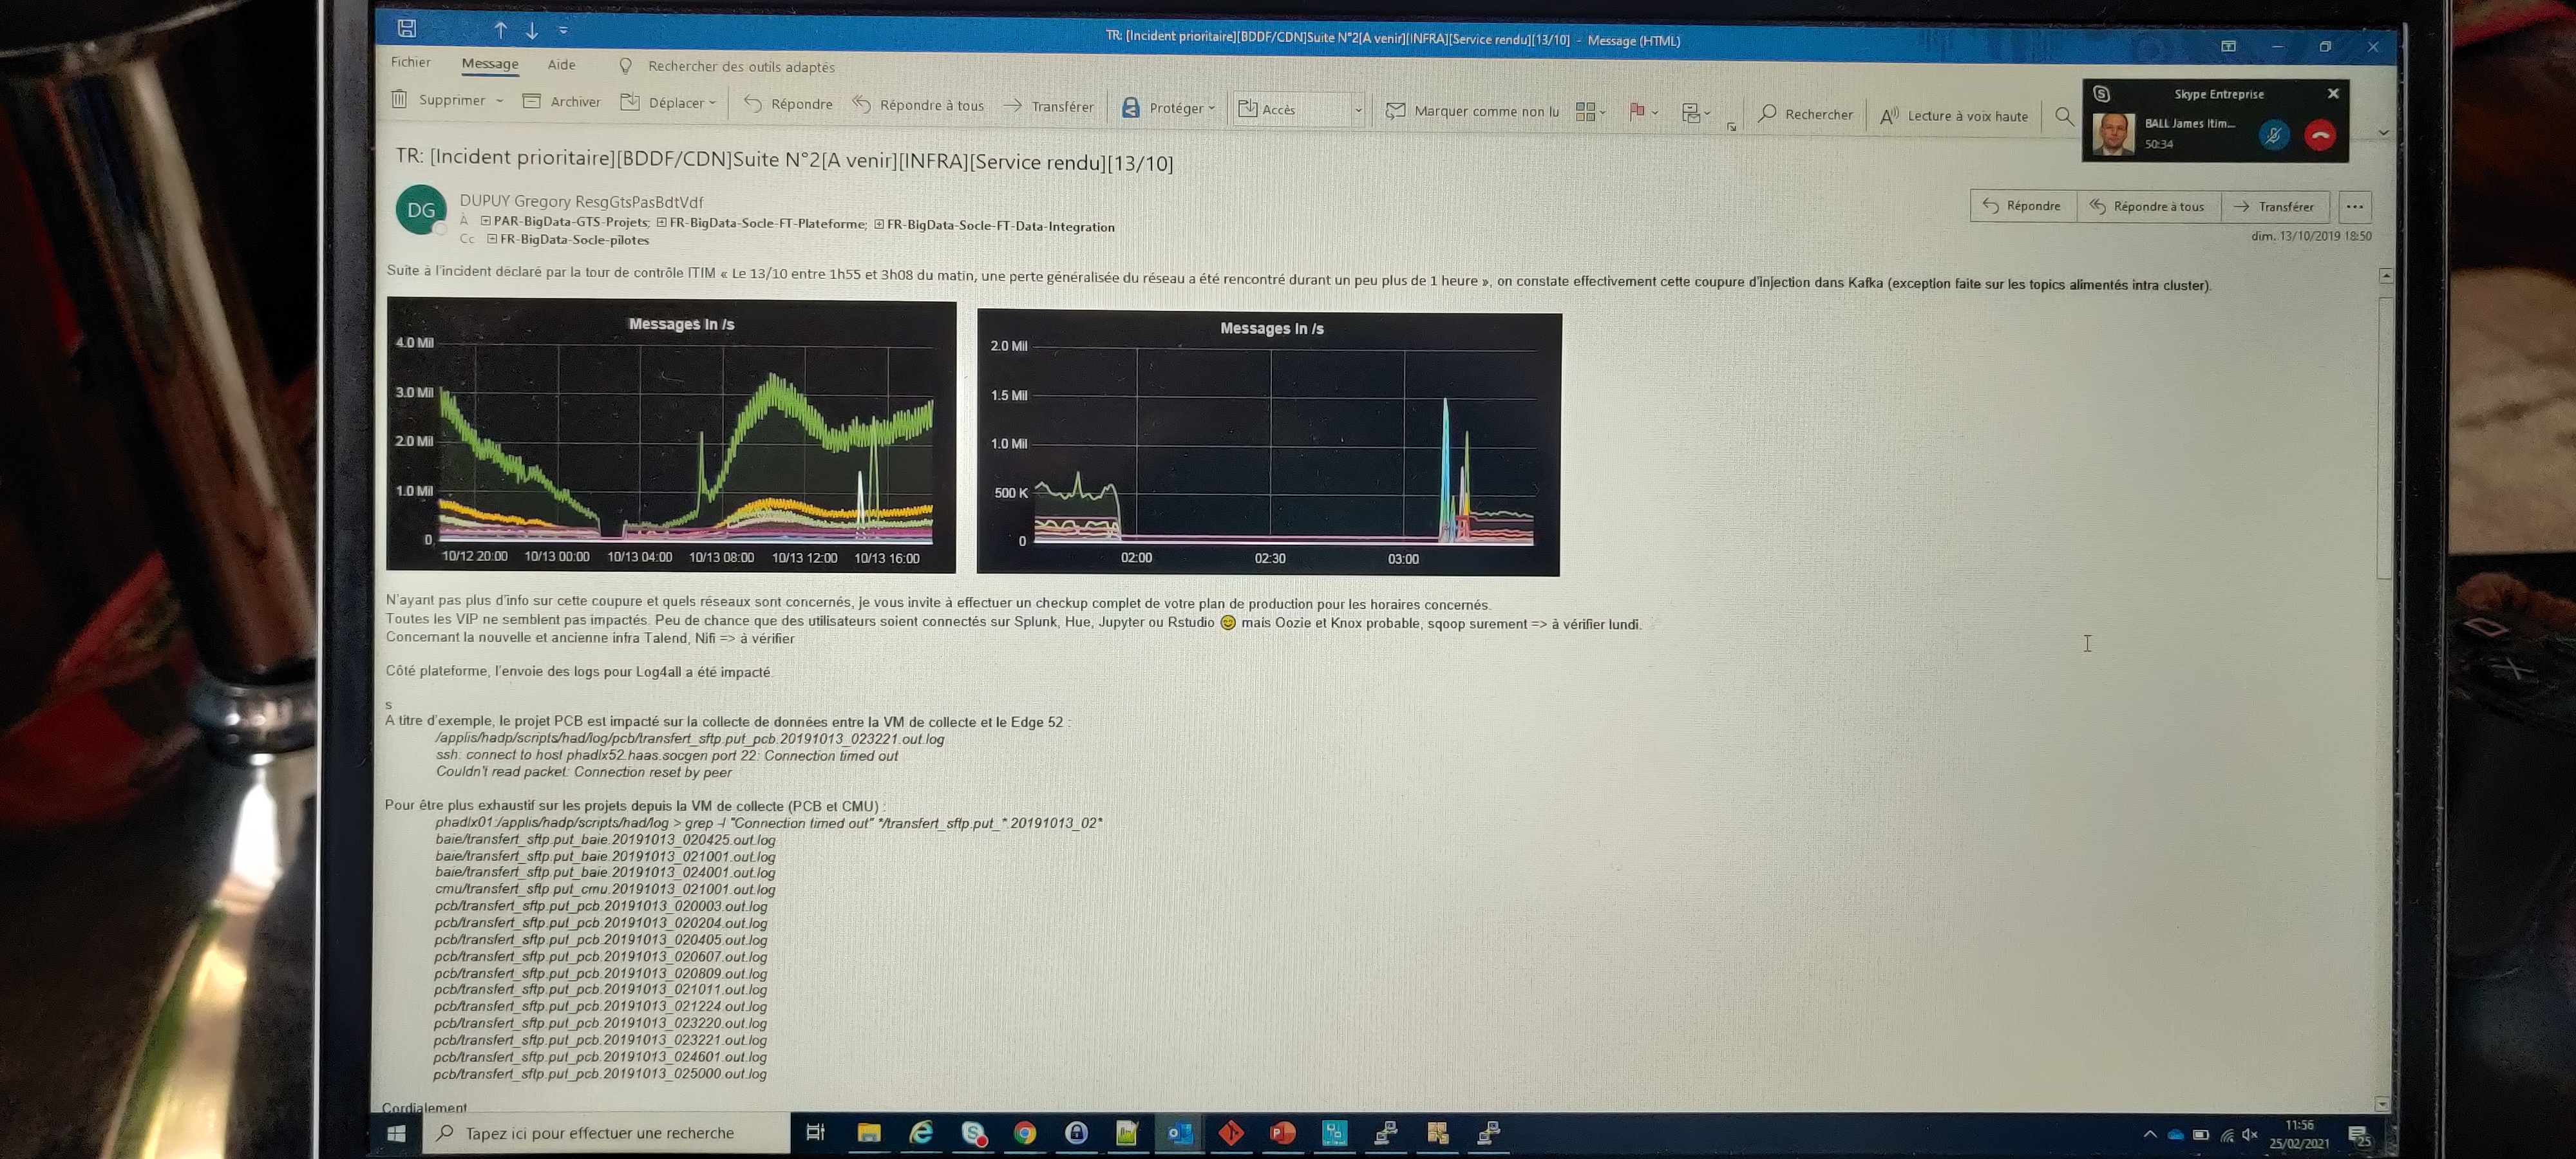 TR: [Incident prioritaire][BDDF/CDN]Suite N°2[A venir][INFRA][Service rendu][13/10] - Message (HTML)
Fichier Message Aide Rechercher des outils adaptés
Supprimer Archiver Déplacer Répondre Répondre à tous Transférer Protéger Accès Marquer comme non lu Rechercher Lecture à voix haute
Skype Entreprise
BALL James Itim...
50:34
TR: [Incident prioritaire][BDDF/CDN]Suite N°2[A venir][INFRA][Service rendu][13/10]
DG
DUPUY Gregory ResgGtsPasBdtVdf
À PAR-BigData-GTS-Projets; FR-BigData-Socle-FT-Plateforme; FR-BigData-Socle-FT-Data-Integration
Cc FR-BigData-Socle-pilotes
Répondre Répondre à tous Transférer ...
dim. 13/10/2019 18:50
Suite à l'incident déclaré par la tour de contrôle ITIM « Le 13/10 entre 1h55 et 3h08 du matin, une perte généralisée du réseau a été rencontré durant un peu plus de 1 heure », on constate effectivement cette coupure d'injection dans Kafka (exception faite sur les topics alimentés intra cluster).
Messages In /s
4.0 Mil
3.0 Mil
2.0 Mil
1.0 Mil
0
10/12 20:00 10/13 00:00 10/13 04:00 10/13 08:00 10/13 12:00 10/13 16:00
Messages In /s
2.0 Mil
1.5 Mil
1.0 Mil
500 K
0
02:00 02:30 03:00
N'ayant pas plus d'info sur cette coupure et quels réseaux sont concernés, je vous invite à effectuer un checkup complet de votre plan de production pour les horaires concernés.
Toutes les VIP ne semblent pas impactés. Peu de chance que des utilisateurs soient connectés sur Splunk, Hue, Jupyter ou Rstudio 😊 mais Oozie et Knox probable, sqoop surement => à vérifier lundi.
Concernant la nouvelle et ancienne infra Talend, Nifi => à vérifier
Côté plateforme, l'envoie des logs pour Log4all a été impacté.
s
A titre d'exemple, le projet PCB est impacté sur la collecte de données entre la VM de collecte et le Edge 52 :
/applis/hadp/scripts/had/log/pcb/transfert_sftp.put_pcb.20191013_023221.out.log
ssh: connect to host phadlx52.haas.socgen port 22: Connection timed out
Couldn't read packet: Connection reset by peer
Pour être plus exhaustif sur les projets depuis la VM de collecte (PCB et CMU) :
phadlx01:/applis/hadp/scripts/had/log > grep -l "Connection timed out" */transfert_sftp.put_*.20191013_02*
baie/transfert_sftp.put_baie.20191013_020425.out.log
baie/transfert_sftp.put_baie.20191013_021001.out.log
baie/transfert_sftp.put_baie.20191013_024001.out.log
cmu/transfert_sftp.put_cmu.20191013_021001.out.log
pcb/transfert_sftp.put_pcb.20191013_020003.out.log
pcb/transfert_sftp.put_pcb.20191013_020204.out.log
pcb/transfert_sftp.put_pcb.20191013_020405.out.log
pcb/transfert_sftp.put_pcb.20191013_020607.out.log
pcb/transfert_sftp.put_pcb.20191013_020809.out.log
pcb/transfert_sftp.put_pcb.20191013_021011.out.log
pcb/transfert_sftp.put_pcb.20191013_021224.out.log
pcb/transfert_sftp.put_pcb.20191013_023220.out.log
pcb/transfert_sftp.put_pcb.20191013_023221.out.log
pcb/transfert_sftp.put_pcb.20191013_024601.out.log
pcb/transfert_sftp.put_pcb.20191013_025000.out.log
Cordialement
Tapez ici pour effectuer une recherche
11:56
25/02/2021
25